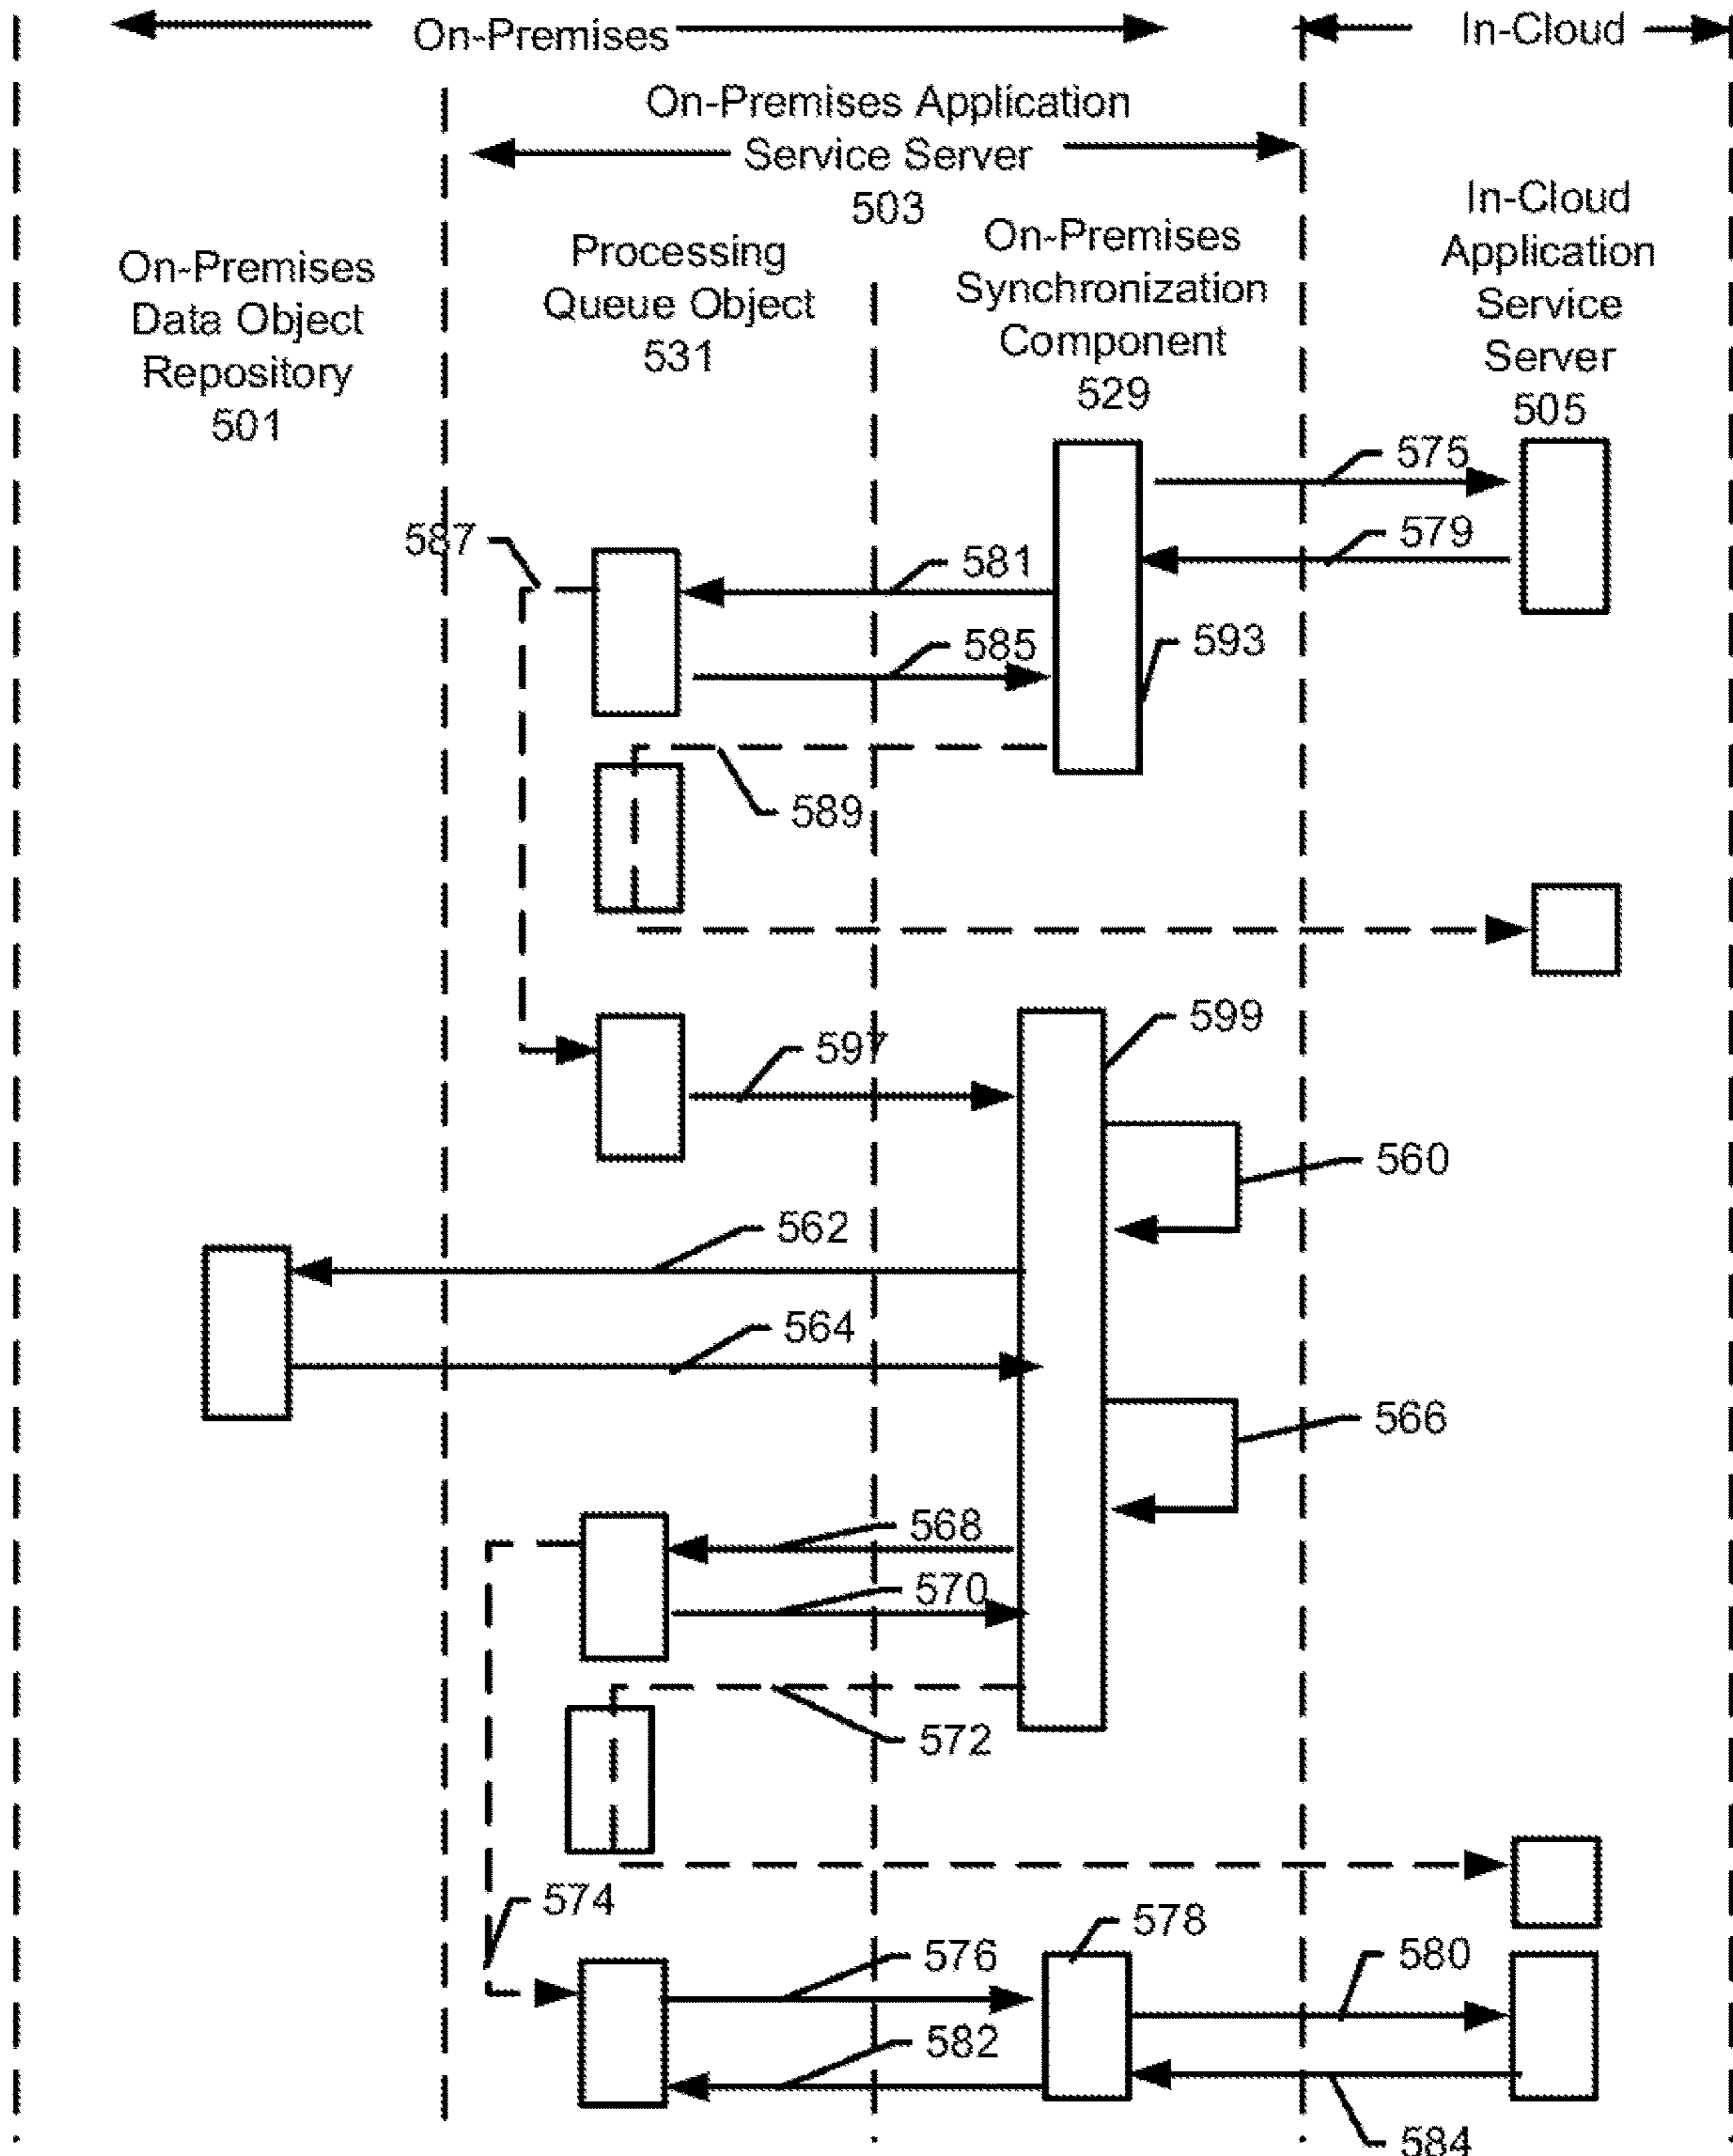 On-Premises
In-Cloud
On-Premises Application
Service Server
503
On-Premises
Data Object
Repository
501
Processing
Queue Object
531
On-Premises
Synchronization
Component
529
In-Cloud
Application
Service
Server
505
575
579
587
581
585
593
589
599
597
560
562
564
566
568
570
572
574
576
578
580
582
584